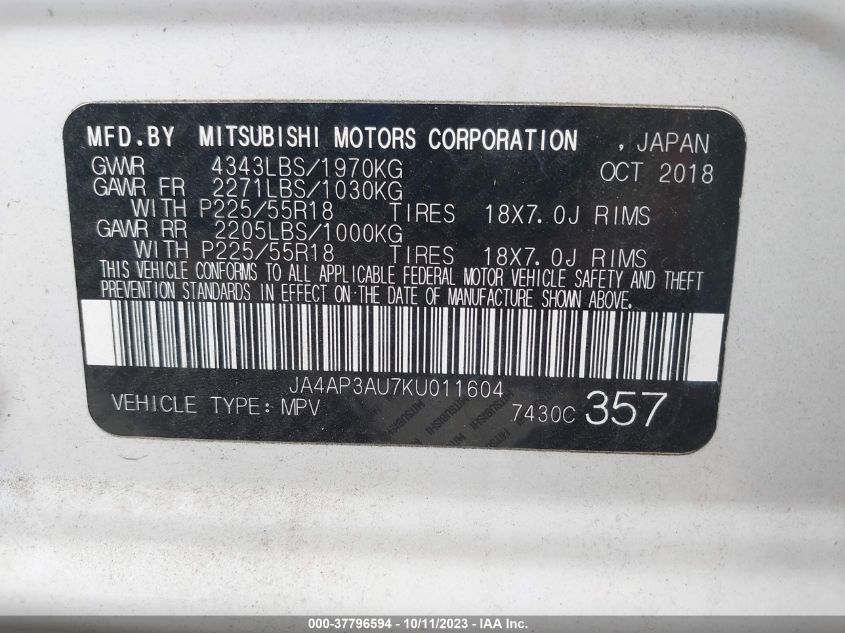 MFD.BY MITSUBISHI MOTORS CORPORATION , JAPAN
GVWR 4343LBS/1970KG OCT 2018
GAWR FR 2271LBS/1030KG
WITH P225/55R18 TIRES 18X7.0J RIMS
GAWR RR 2205LBS/1000KG
WITH P225/55R18 TIRES 18X7.0J RIMS
THIS VEHICLE CONFORMS TO ALL APPLICABLE FEDERAL MOTOR VEHICLE SAFETY AND THEFT
PREVENTION STANDARDS IN EFFECT ON THE DATE OF MANUFACTURE SHOWN ABOVE.
JA4AP3AU7KU011604
VEHICLE TYPE: MPV 7430C 357
MITSUBISHI MITSUBISHI MITSUBISHI
000-37796594 - 10/11/2023 - © IAA Inc.